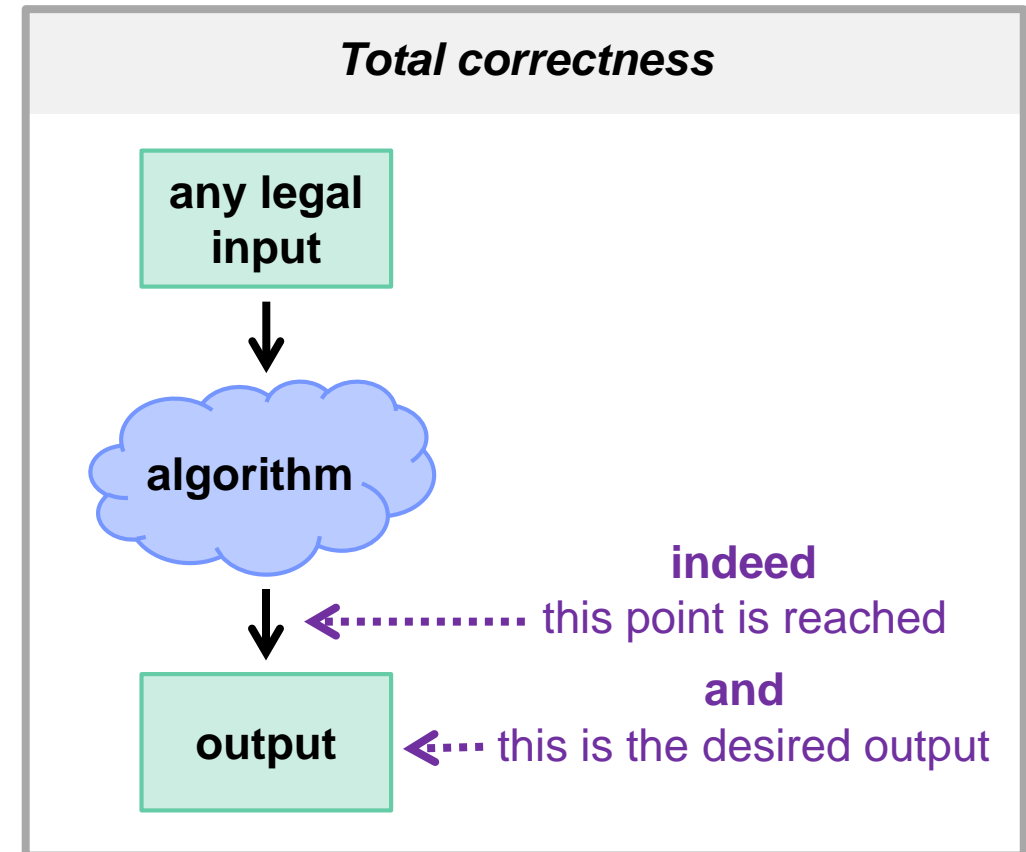 Total correctness
any legal
input
algorithm
indeed
this point is reached
and
output
this is the desired output